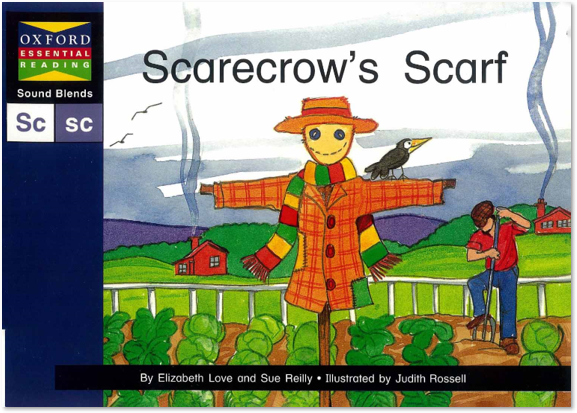 OXFORD
ESSENTIAL
READING
Sound Blends
Sc sc
Scarecrow's Scarf
By Elizabeth Love and Sue Reilly • Illustrated by Judith Rossell